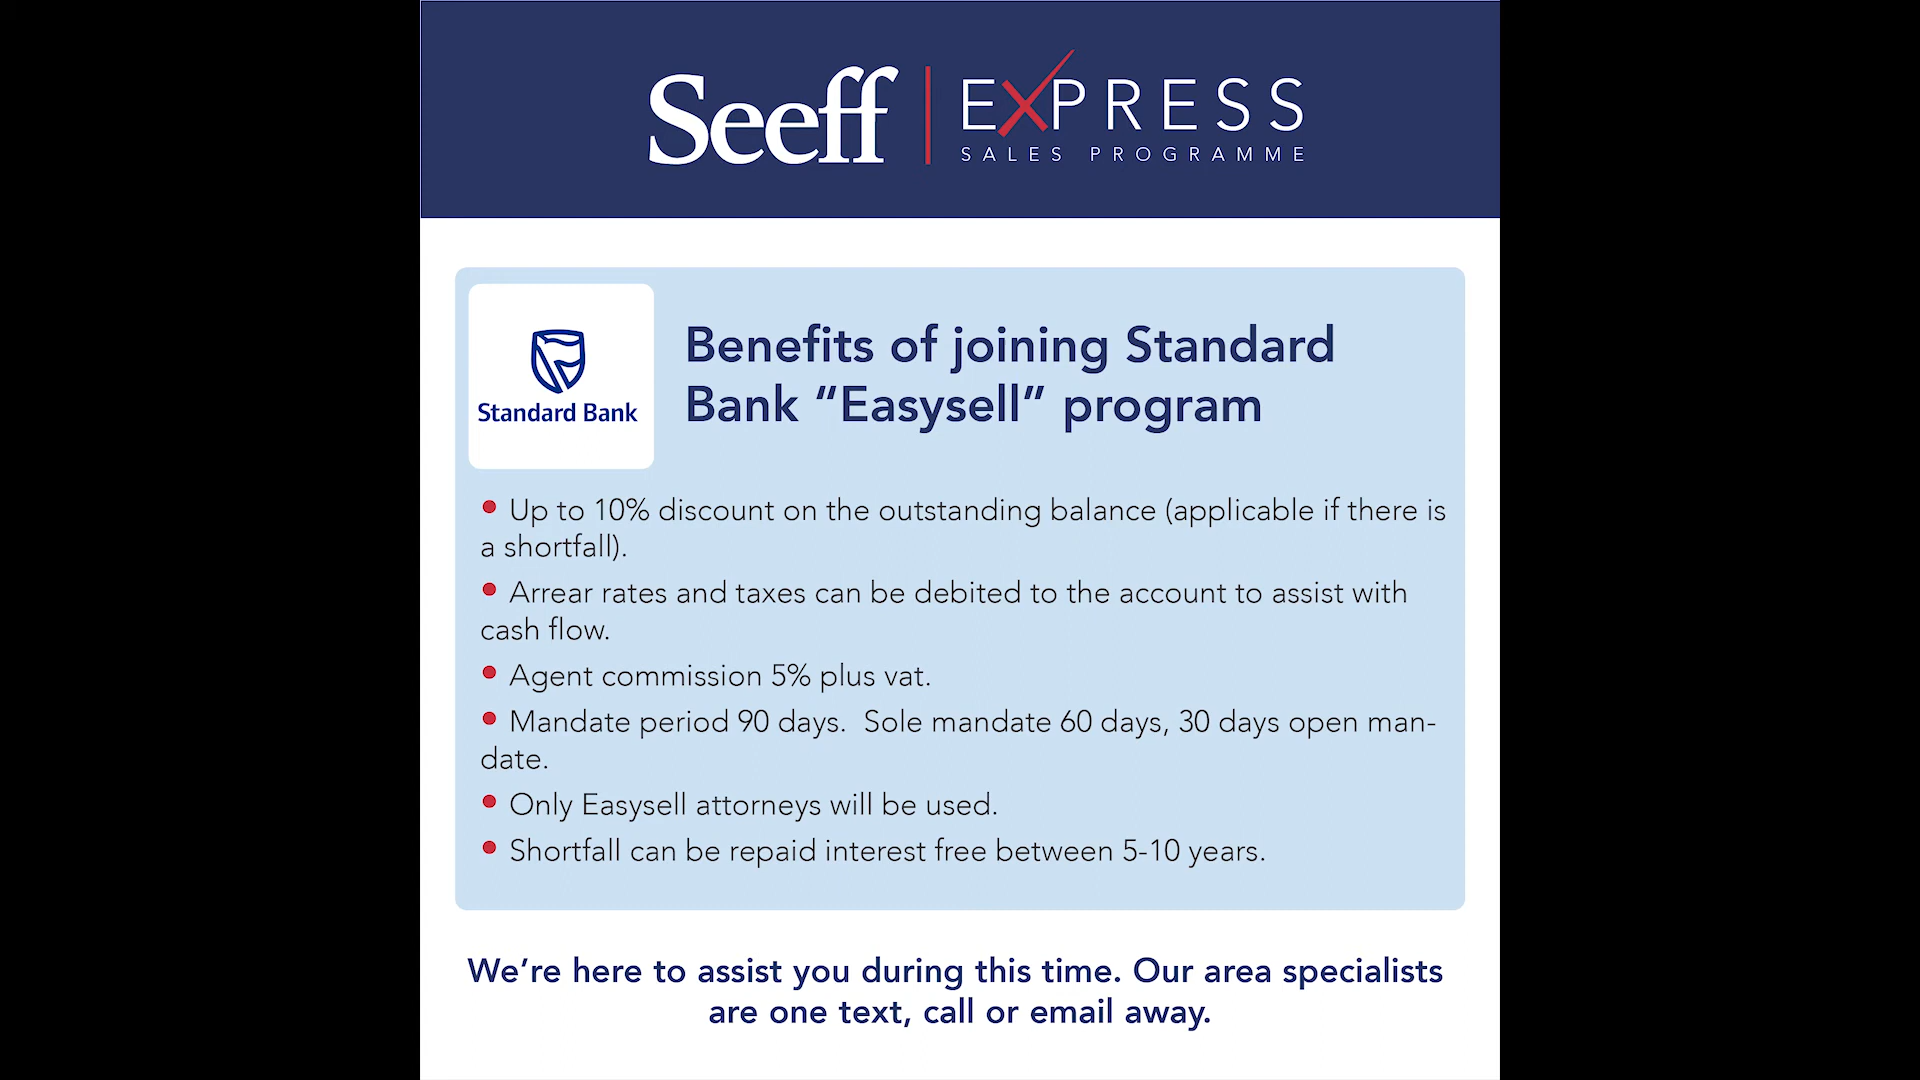 Seeff | EXPRESS
SALES PROGRAMME
Standard Bank
Benefits of joining Standard
Bank “Easysell” program
• Up to 10% discount on the outstanding balance (applicable if there is
a shortfall).
• Arrear rates and taxes can be debited to the account to assist with
cash flow.
• Agent commission 5% plus vat.
• Mandate period 90 days.  Sole mandate 60 days, 30 days open man-
date.
• Only Easysell attorneys will be used.
• Shortfall can be repaid interest free between 5-10 years.
We’re here to assist you during this time. Our area specialists
are one text, call or email away.